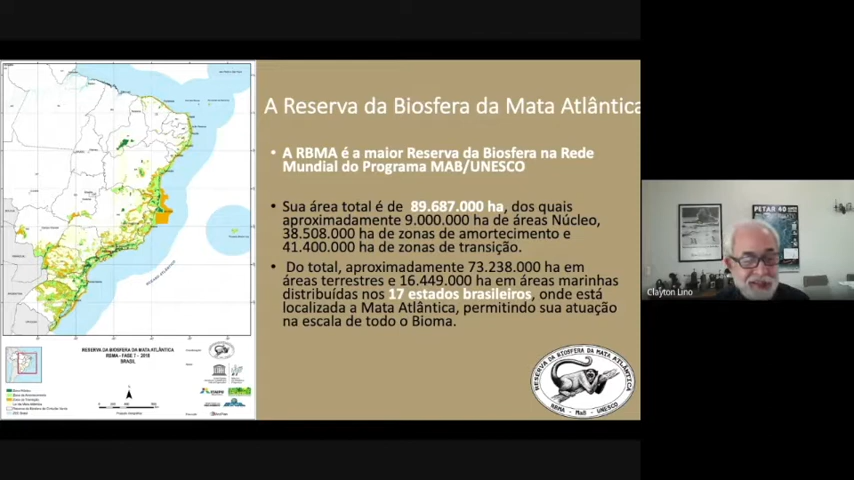 A Reserva da Biosfera da Mata Atlântica
• A RBMA é a maior Reserva da Biosfera na Rede
Mundial do Programa MAB/UNESCO
• Sua área total é de 89.687.000 ha, dos quais
aproximadamente 9.000.000 ha de áreas Núcleo,
38.508.000 ha de zonas de amortecimento e
41.400.000 ha de zonas de transição.
• Do total, aproximadamente 73.238.000 ha em
áreas terrestres e 16.449.000 ha em áreas marinhas
distribuídas nos 17 estados brasileiros, onde está
localizada a Mata Atlântica, permitindo sua atuação
na escala de todo o Bioma.
RESERVA DA BIOSFERA DA MATA ATLÂNTICA
RBMA - FASE 7 - 2018
BRASIL
RESERVA DA BIOSFERA DA MATA ATLÂNTICA
RBMA - MaB - UNESCO
PETAR 40
Clayton Lino